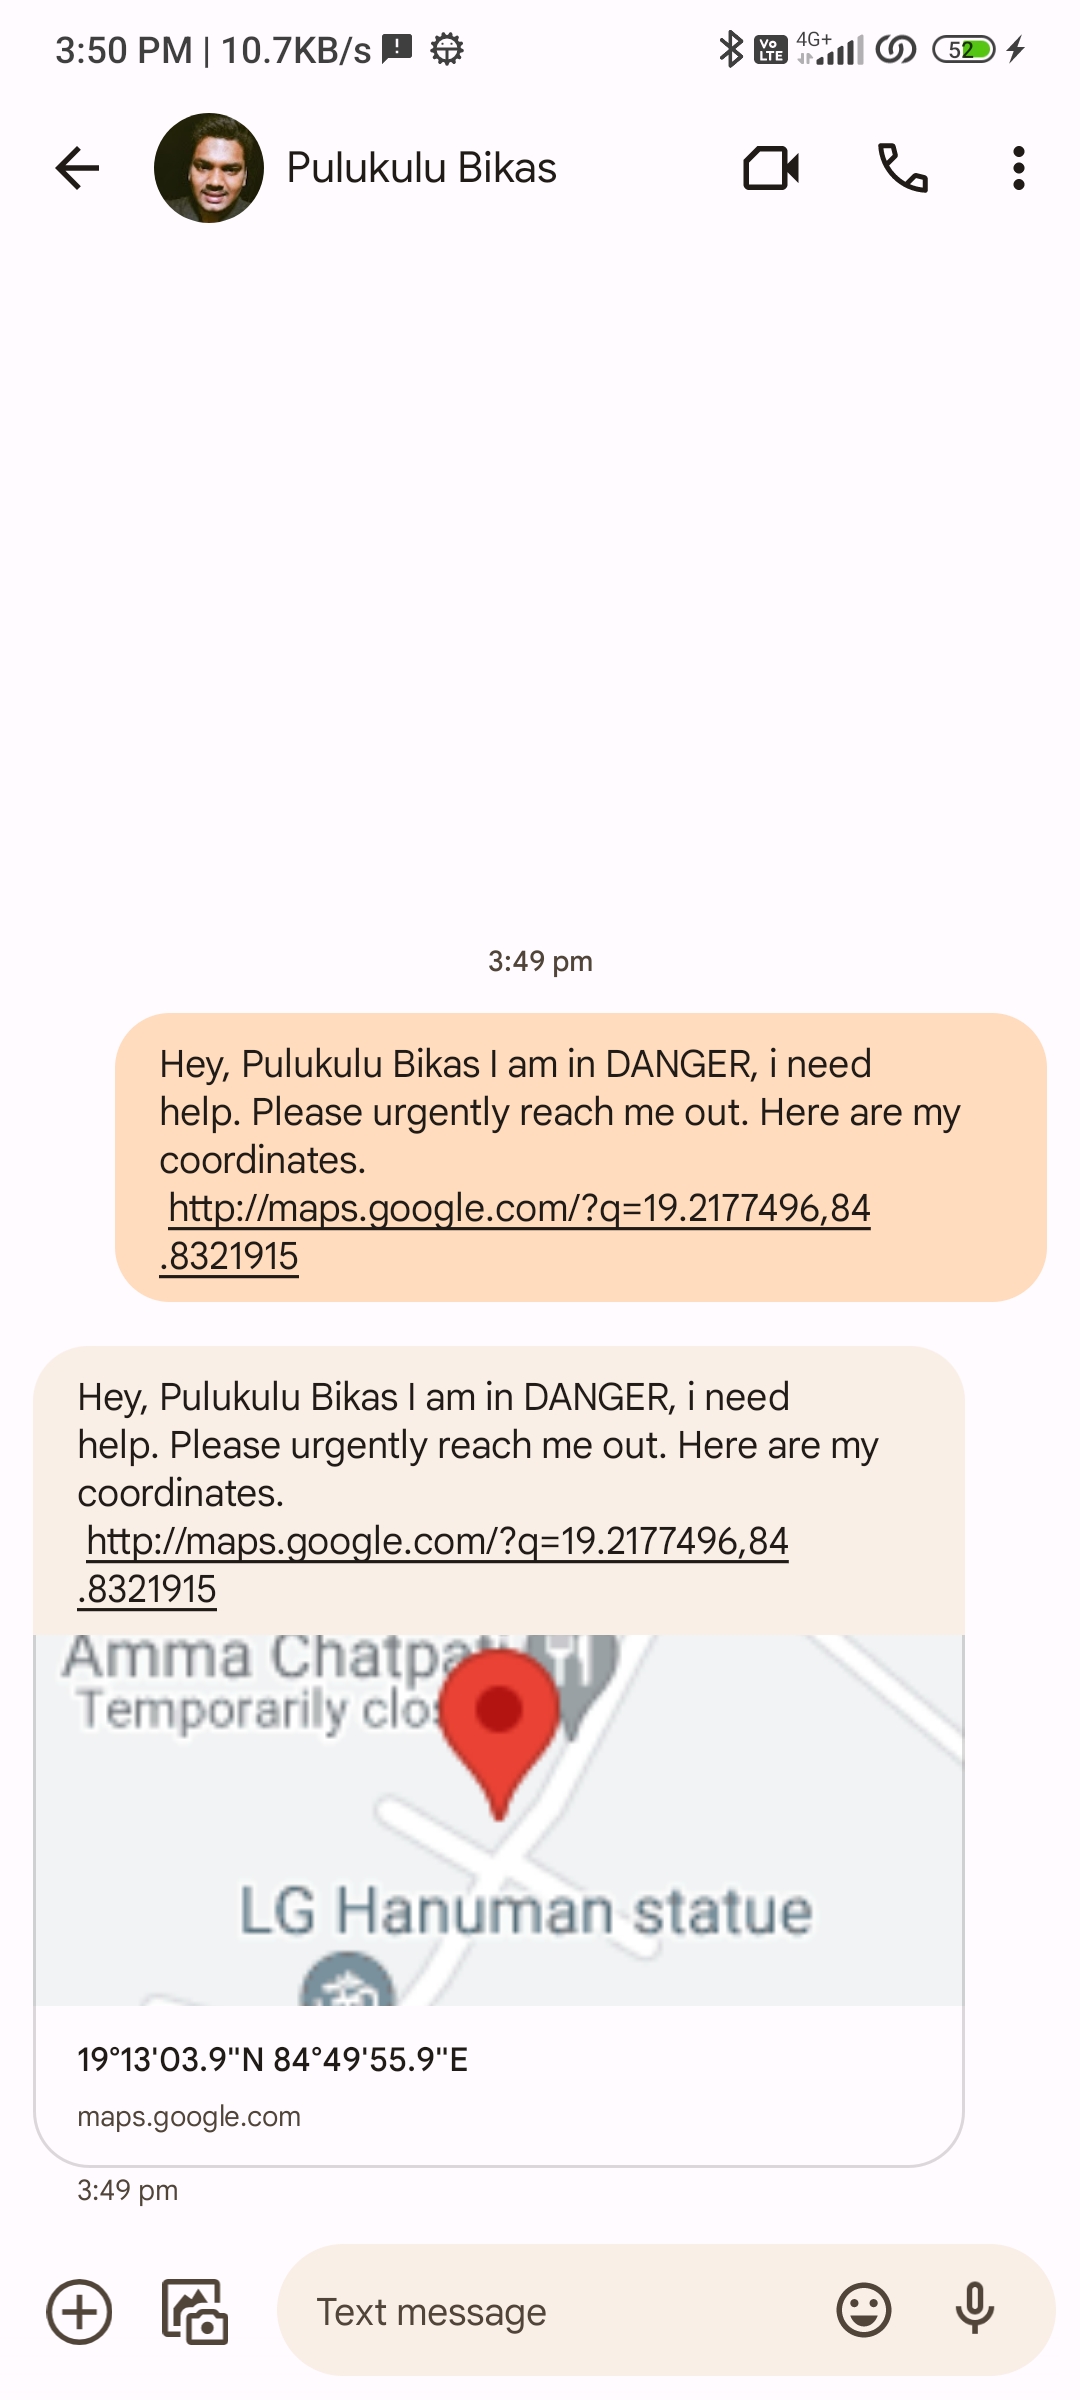 3:50 PM | 10.7KB/s
Vo LTE
4G+
52
Pulukulu Bikas
3:49 pm
Hey, Pulukulu Bikas I am in DANGER, i need
help. Please urgently reach me out. Here are my
coordinates.
http://maps.google.com/?q=19.2177496,84
.8321915
Hey, Pulukulu Bikas I am in DANGER, i need
help. Please urgently reach me out. Here are my
coordinates.
http://maps.google.com/?q=19.2177496,84
.8321915
Amma
Temporarily
LG Hanuman statue
19°13'03.9"N 84°49'55.9"E
maps.google.com
3:49 pm
Text message